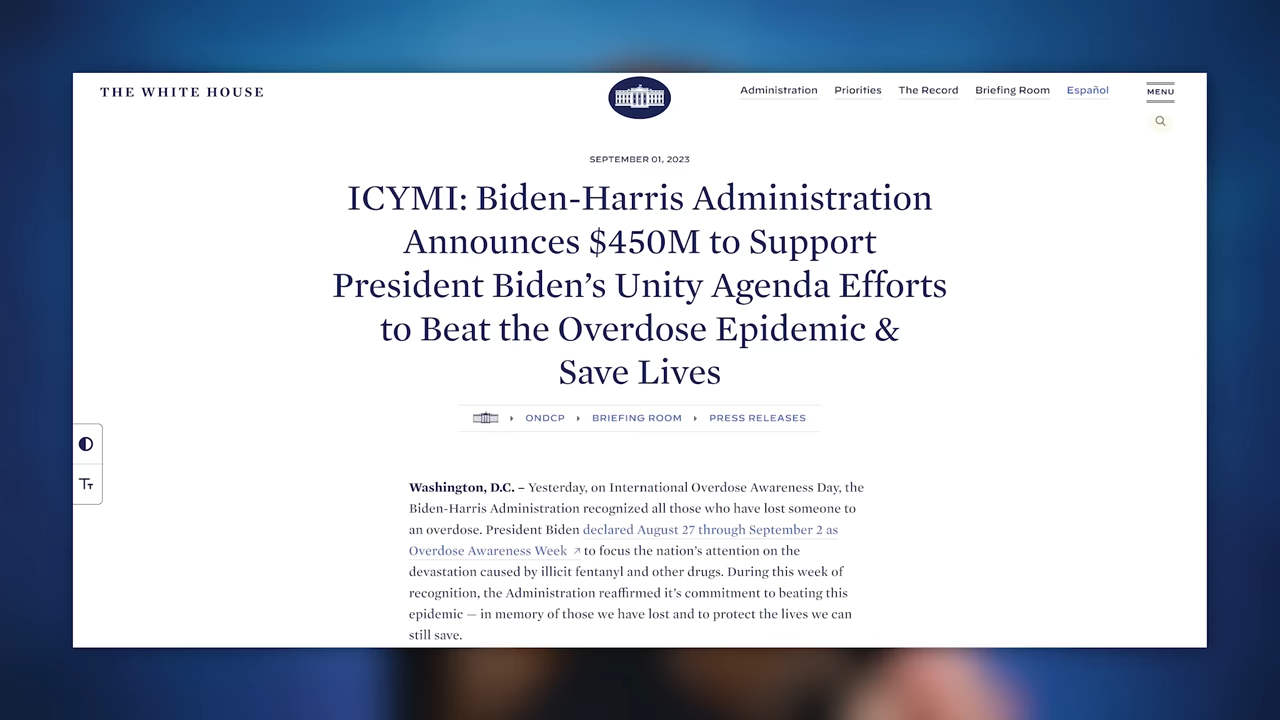 THE WHITE HOUSE
Administration
Priorities
The Record
Briefing Room
Español
MENU
SEPTEMBER 01, 2023
ICYMI: Biden-Harris Administration
Announces $450M to Support
President Biden’s Unity Agenda Efforts
to Beat the Overdose Epidemic &
Save Lives
ONDCP
BRIEFING ROOM
PRESS RELEASES
Tт
Washington, D.C. – Yesterday, on International Overdose Awareness Day, the
Biden-Harris Administration recognized all those who have lost someone to
an overdose. President Biden declared August 27 through September 2 as
Overdose Awareness Week ↗ to focus the nation’s attention on the
devastation caused by illicit fentanyl and other drugs. During this week of
recognition, the Administration reaffirmed it’s commitment to beating this
epidemic — in memory of those we have lost and to protect the lives we can
still save.